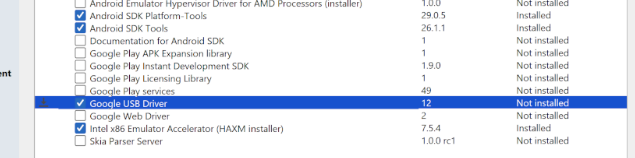 Android Emulator Hypervisor Driver for AMD Processors (installer) 1.0.0 Not installed
Android SDK Platform-Tools 29.0.5 Installed
Android SDK Tools 26.1.1 Installed
Documentation for Android SDK 1 Not installed
Google Play APK Expansion library 1 Not installed
Google Play Instant Development SDK 1.9.0 Not installed
ent
Google Play Licensing Library 1 Not installed
Google Play services 49 Not installed
Google USB Driver 12 Not installed
Google Web Driver 2 Not installed
Intel x86 Emulator Accelerator (HAXM installer) 7.5.4 Installed
Skia Parser Server 1.0.0 rc1 Not installed